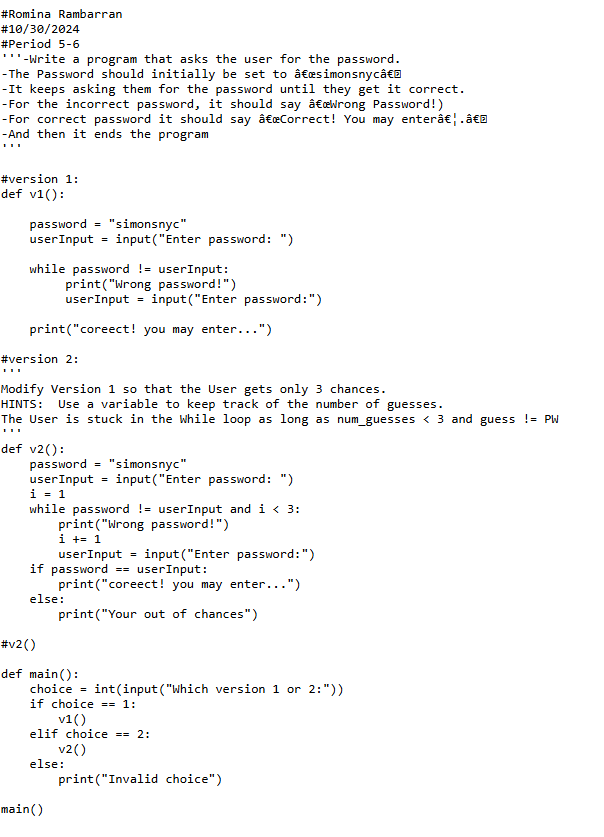 #Romina Rambarran
#10/30/2024
#Period 5-6
'''-Write a program that asks the user for the password.
-The Password should initially be set to â€œsimonsnycâ€�
-It keeps asking them for the password until they get it correct.
-For the incorrect password, it should say â€œWrong Password!)
-For correct password it should say â€œCorrect! You may enterâ€¦.â€�
-And then it ends the program
'''

#version 1:
def v1():

    password = "simonsnyc"
    userInput = input("Enter password: ")

    while password != userInput:
         print("Wrong password!")
         userInput = input("Enter password:")

    print("coreect! you may enter...")

#version 2:
'''
Modify Version 1 so that the User gets only 3 chances.
HINTS:  Use a variable to keep track of the number of guesses.
The User is stuck in the While loop as long as num_guesses < 3 and guess != PW
'''
def v2():
    password = "simonsnyc"
    userInput = input("Enter password: ")
    i = 1
    while password != userInput and i < 3:
        print("Wrong password!")
        i += 1
        userInput = input("Enter password:")
    if password == userInput:
        print("coreect! you may enter...")
    else:
        print("Your out of chances")

#v2()

def main():
    choice = int(input("Which version 1 or 2:"))
    if choice == 1:
        v1()
    elif choice == 2:
        v2()
    else:
        print("Invalid choice")

main()